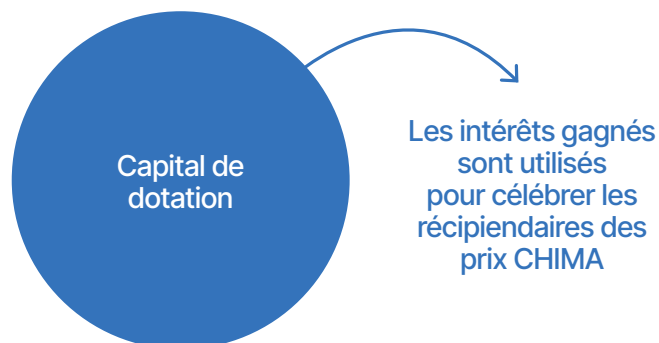 Capital de
dotation
Les intérêts gagnés
sont utilisés
pour célébrer les
récipiendaires des
prix CHIMA